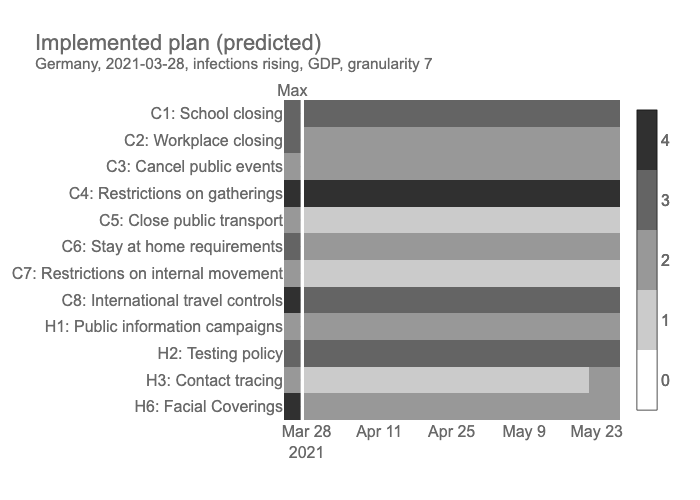 Implemented plan (predicted)
Germany, 2021-03-28, infections rising, GDP, granularity 7
Max
C1: School closing
C2: Workplace closing
C3: Cancel public events
C4: Restrictions on gatherings
C5: Close public transport
C6: Stay at home requirements
C7: Restrictions on internal movement
C8: International travel controls
H1: Public information campaigns
H2: Testing policy
H3: Contact tracing
H6: Facial Coverings
4
3
2
1
0
Mar 28 Apr 11 Apr 25 May 9 May 23
2021